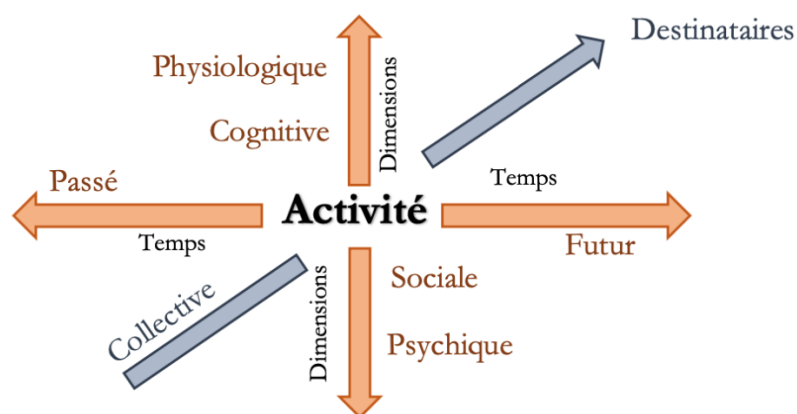 Destinataires
Physiologique
Dimensions
Cognitive
Passé
Temps
Activité
Temps
Futur
Sociale
Collective
Dimensions
Psychique